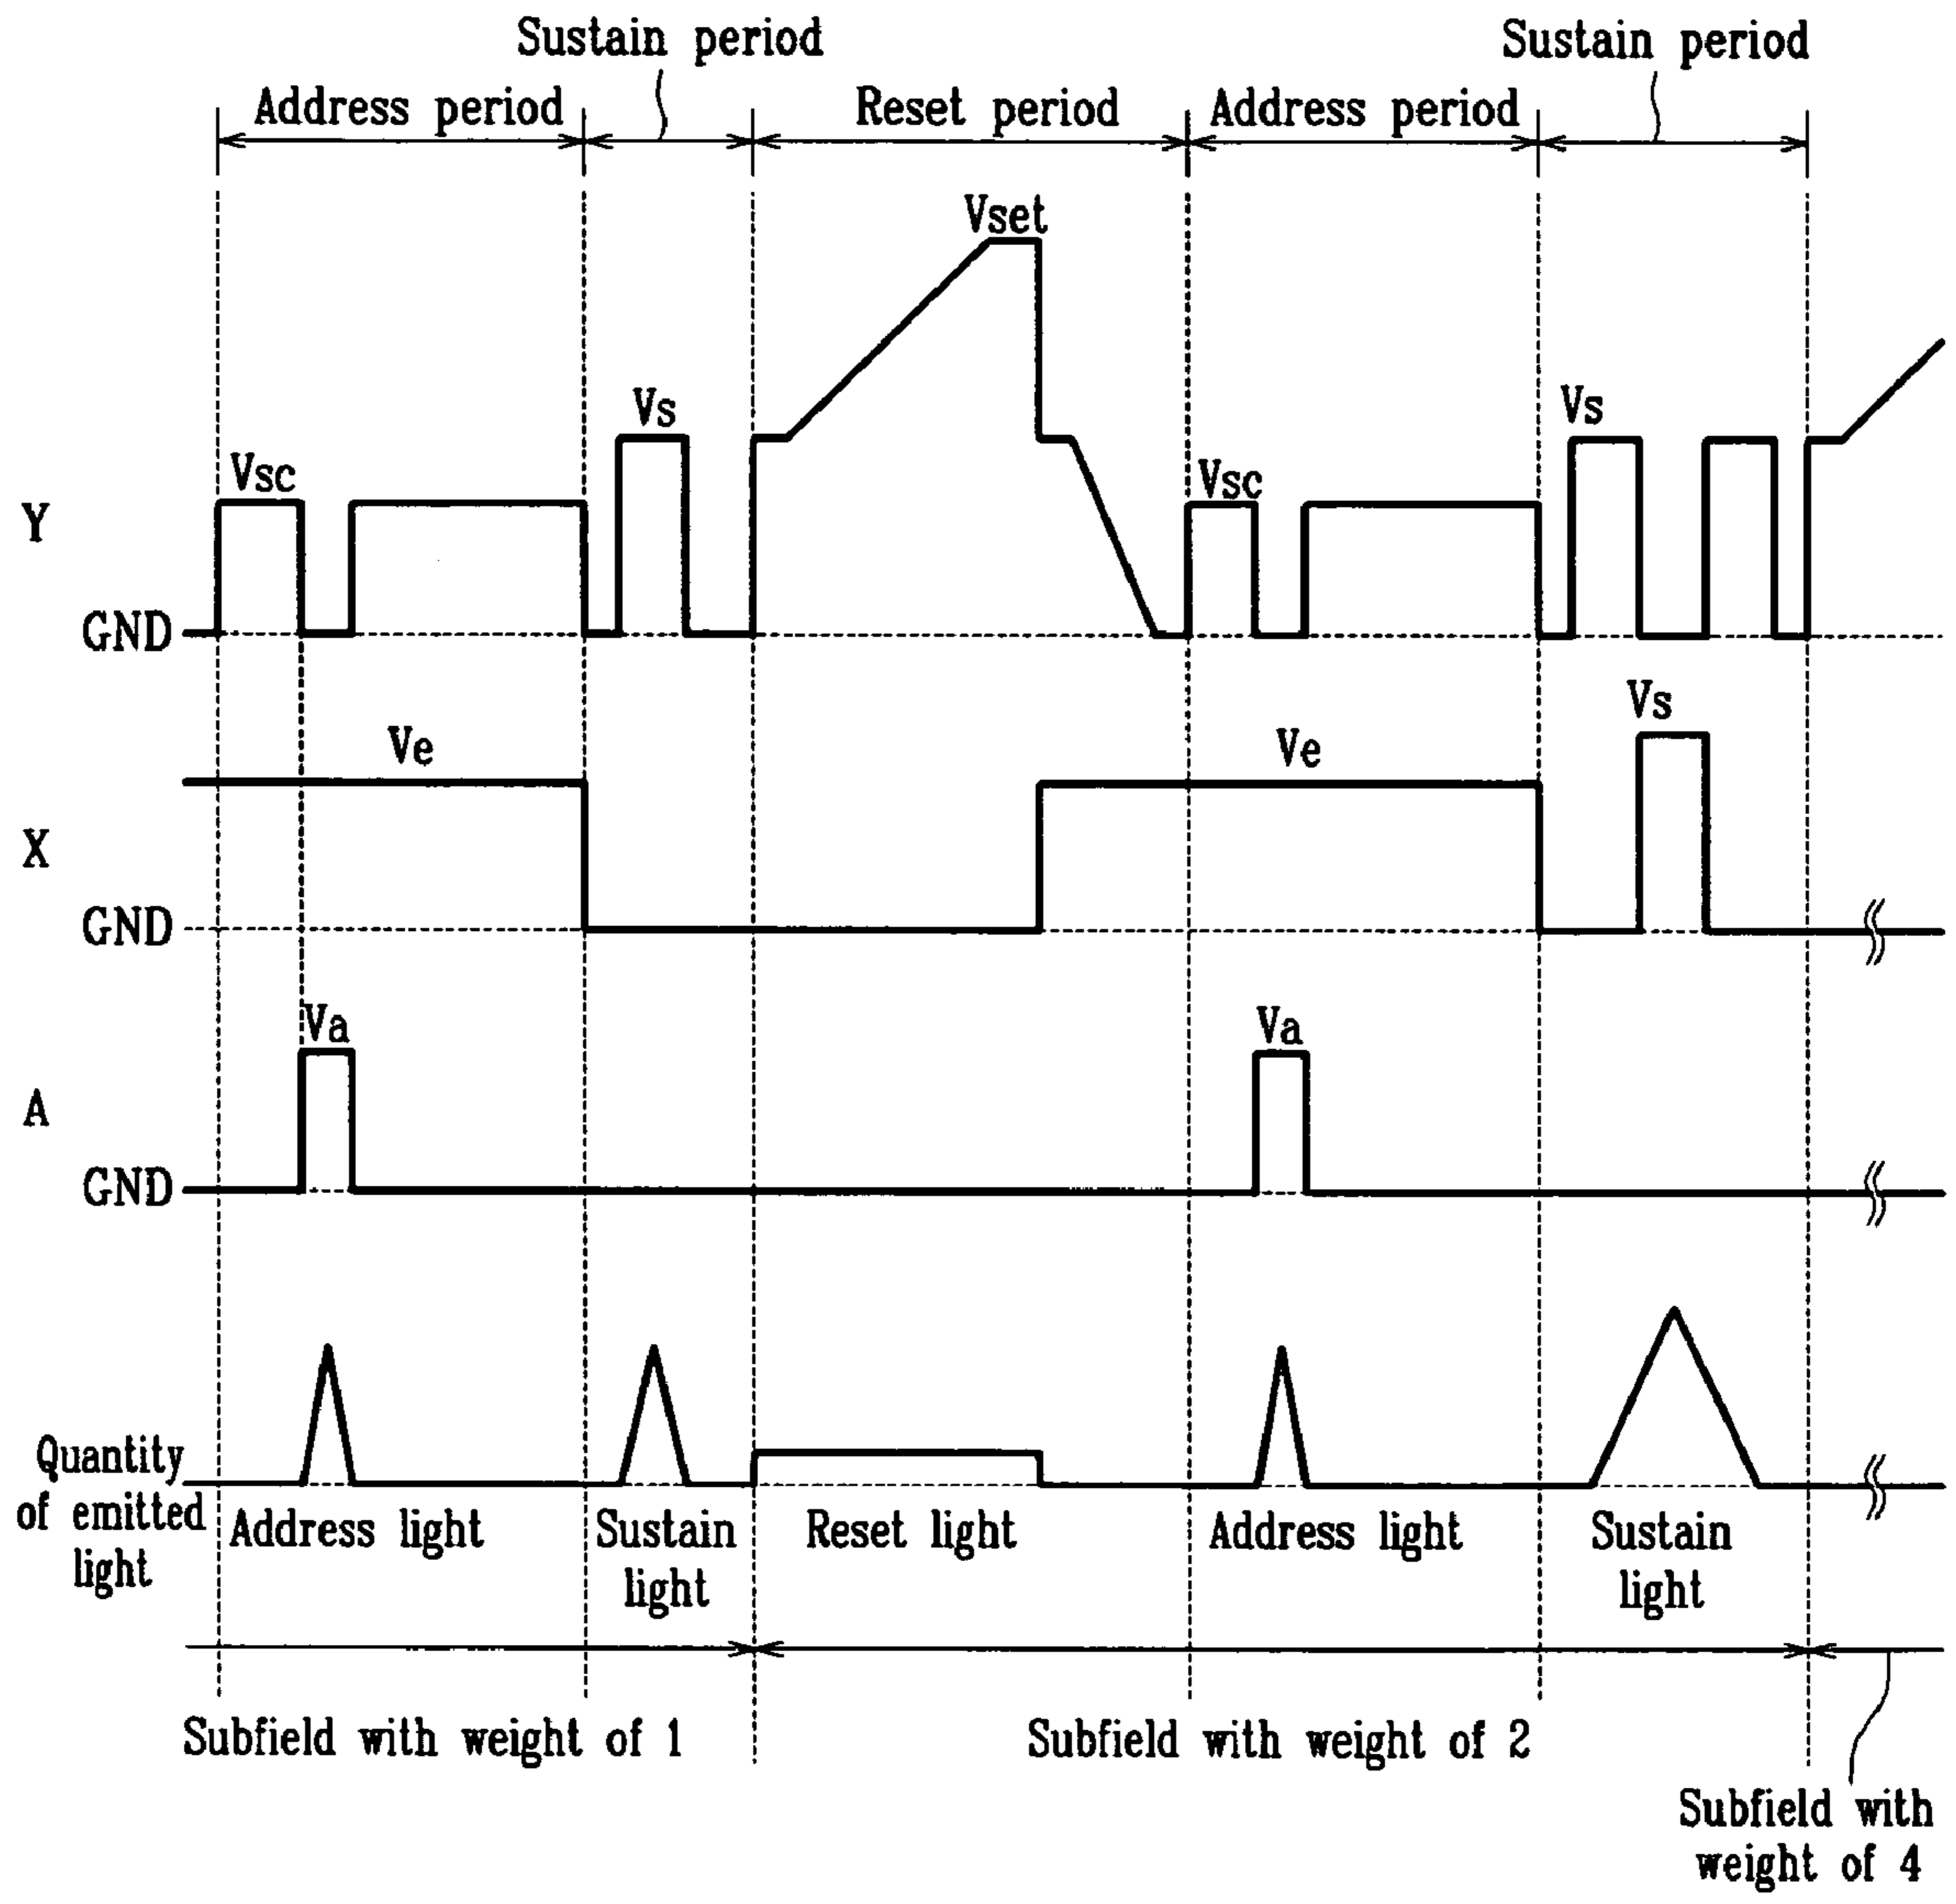 Sustain period
Sustain period
Address period
Reset period
Address period
Vset
Vs
Vs
Vsc
Vsc
Y
GND
Vs
Ve
Ve
X
GND
Va
Va
A
GND
Quantity
of emitted
light
Address light
Sustain
light
Reset light
Address light
Sustain
light
Subfield with weight of 1
Subfield with weight of 2
Subfield with
weight of 4